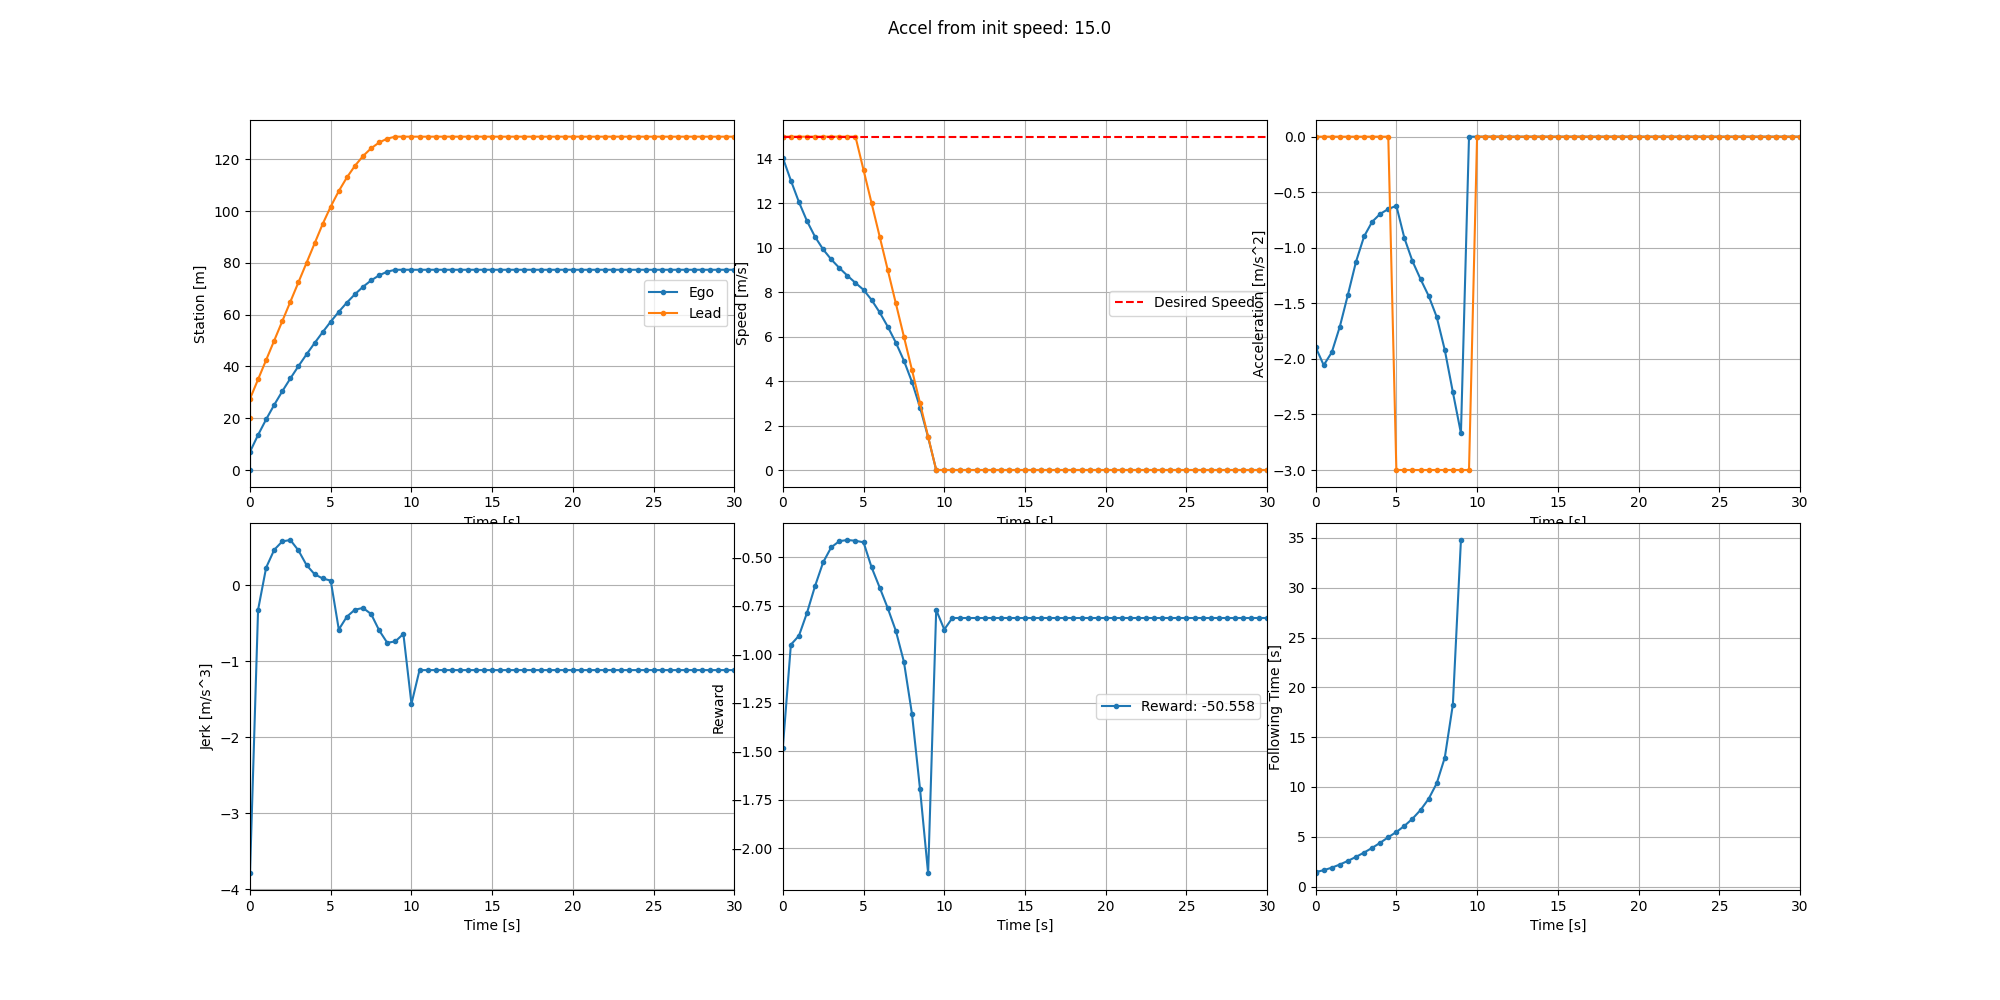 Accel from init speed: 15.0
Station [m]
120
100
80
60
40
20
0
0 5 10 15 20 25 30
Time [s]
Ego
Lead
Speed [m/s]
14
12
10
8
6
4
2
0
0 5 10 15 20 25 30
Time [s]
Desired Speed
Acceleration [m/s^2]
0.0
−0.5
−1.0
−1.5
−2.0
−2.5
−3.0
0 5 10 15 20 25 30
Time [s]
Jerk [m/s^3]
0
−1
−2
−3
−4
0 5 10 15 20 25 30
Time [s]
Reward
−0.50
−0.75
−1.00
−1.25
−1.50
−1.75
−2.00
0 5 10 15 20 25 30
Time [s]
Reward: -50.558
Following Time [s]
35
30
25
20
15
10
5
0
0 5 10 15 20 25 30
Time [s]